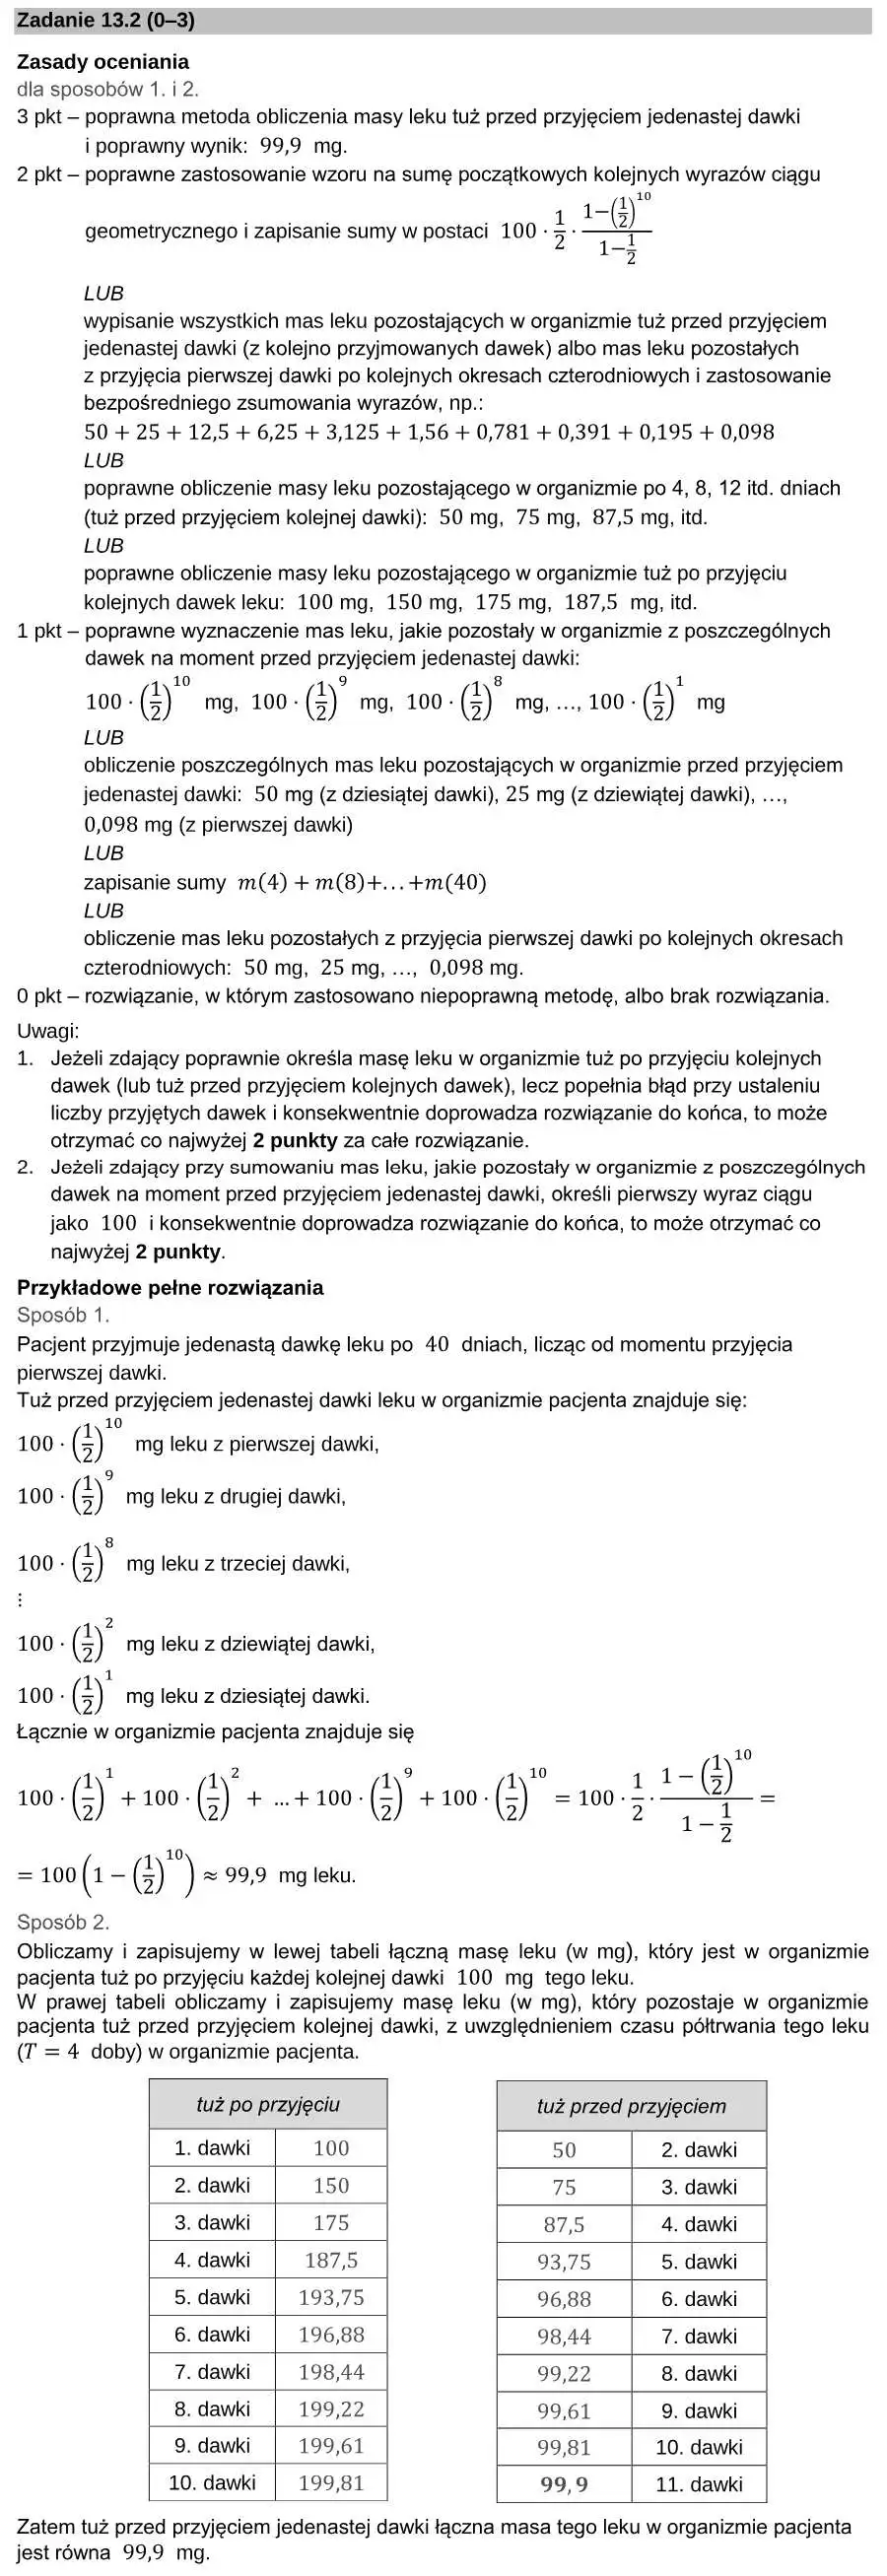 Zadanie 13.2 (0–3)
Zasady oceniania
dla sposobów 1. i 2.
3 pkt – poprawna metoda obliczenia masy leku tuż przed przyjęciem jedenastej dawki
i poprawny wynik: 99,9 mg.
2 pkt – poprawne zastosowanie wzoru na sumę początkowych kolejnych wyrazów ciągu
geometrycznego i zapisanie sumy w postaci 100 · \frac{1}{2} · \frac{1-(\frac{1}{2})^{10}}{1-\frac{1}{2}}
LUB
wypisanie wszystkich mas leku pozostających w organizmie tuż przed przyjęciem
jedenastej dawki (z kolejno przyjmowanych dawek) albo mas leku pozostałych
z przyjęcia pierwszej dawki po kolejnych okresach czterodniowych i zastosowanie
bezpośredniego zsumowania wyrazów, np.:
50 + 25 + 12,5 + 6,25 + 3,125 + 1,56 + 0,781 + 0,391 + 0,195 + 0,098
LUB
poprawne obliczenie masy leku pozostającego w organizmie po 4, 8, 12 itd. dniach
(tuż przed przyjęciem kolejnej dawki): 50 mg, 75 mg, 87,5 mg, itd.
LUB
poprawne obliczenie masy leku pozostającego w organizmie tuż po przyjęciu
kolejnych dawek leku: 100 mg, 150 mg, 175 mg, 187,5 mg, itd.
1 pkt – poprawne wyznaczenie mas leku, jakie pozostały w organizmie z poszczególnych
dawek na moment przed przyjęciem jedenastej dawki:
100 · (\frac{1}{2})^{10} mg, 100 · (\frac{1}{2})^{9} mg, 100 · (\frac{1}{2})^{8} mg, …, 100 · (\frac{1}{2})^{1} mg
LUB
obliczenie poszczególnych mas leku pozostających w organizmie przed przyjęciem
jedenastej dawki: 50 mg (z dziesiątej dawki), 25 mg (z dziewiątej dawki), …,
0,098 mg (z pierwszej dawki)
LUB
zapisanie sumy m(4) + m(8)+…+m(40)
LUB
obliczenie mas leku pozostałych z przyjęcia pierwszej dawki po kolejnych okresach
czterodniowych: 50 mg, 25 mg, …, 0,098 mg.
0 pkt – rozwiązanie, w którym zastosowano niepoprawną metodę, albo brak rozwiązania.
Uwagi:
1. Jeżeli zdający poprawnie określa masę leku w organizmie tuż po przyjęciu kolejnych
dawek (lub tuż przed przyjęciem kolejnych dawek), lecz popełnia błąd przy ustaleniu
liczby przyjętych dawek i konsekwentnie doprowadza rozwiązanie do końca, to może
otrzymać co najwyżej 2 punkty za całe rozwiązanie.
2. Jeżeli zdający przy sumowaniu mas leku, jakie pozostały w organizmie z poszczególnych
dawek na moment przed przyjęciem jedenastej dawki, określi pierwszy wyraz ciągu
jako 100 i konsekwentnie doprowadza rozwiązanie do końca, to może otrzymać co
najwyżej 2 punkty.
Przykładowe pełne rozwiązania
Sposób 1.
Pacjent przyjmuje jedenastą dawkę leku po 40 dniach, licząc od momentu przyjęcia
pierwszej dawki.
Tuż przed przyjęciem jedenastej dawki leku w organizmie pacjenta znajduje się:
100 · (\frac{1}{2})^{10} mg leku z pierwszej dawki,
100 · (\frac{1}{2})^{9} mg leku z drugiej dawki,
100 · (\frac{1}{2})^{8} mg leku z trzeciej dawki,
⋮
100 · (\frac{1}{2})^{2} mg leku z dziewiątej dawki,
100 · (\frac{1}{2})^{1} mg leku z dziesiątej dawki.
Łącznie w organizmie pacjenta znajduje się
100 · (\frac{1}{2})^{1} + 100 · (\frac{1}{2})^{2} + … + 100 · (\frac{1}{2})^{9} + 100 · (\frac{1}{2})^{10} = 100 · \frac{1}{2} · \frac{1 - (\frac{1}{2})^{10}}{1 - \frac{1}{2}} =
= 100 (1 − (\frac{1}{2})^{10}) ≈ 99,9 mg leku.
Sposób 2.
Obliczamy i zapisujemy w lewej tabeli łączną masę leku (w mg), który jest w organizmie
pacjenta tuż po przyjęciu każdej kolejnej dawki 100 mg tego leku.
W prawej tabeli obliczamy i zapisujemy masę leku (w mg), który pozostaje w organizmie
pacjenta tuż przed przyjęciem kolejnej dawki, z uwzględnieniem czasu półtrwania tego leku
(T = 4 doby) w organizmie pacjenta.
tuż po przyjęciu
1. dawki 100
2. dawki 150
3. dawki 175
4. dawki 187,5
5. dawki 193,75
6. dawki 196,88
7. dawki 198,44
8. dawki 199,22
9. dawki 199,61
10. dawki 199,81
tuż przed przyjęciem
50 2. dawki
75 3. dawki
87,5 4. dawki
93,75 5. dawki
96,88 6. dawki
98,44 7. dawki
99,22 8. dawki
99,61 9. dawki
99,81 10. dawki
99,9 11. dawki
Zatem tuż przed przyjęciem jedenastej dawki łączna masa tego leku w organizmie pacjenta
jest równa 99,9 mg.